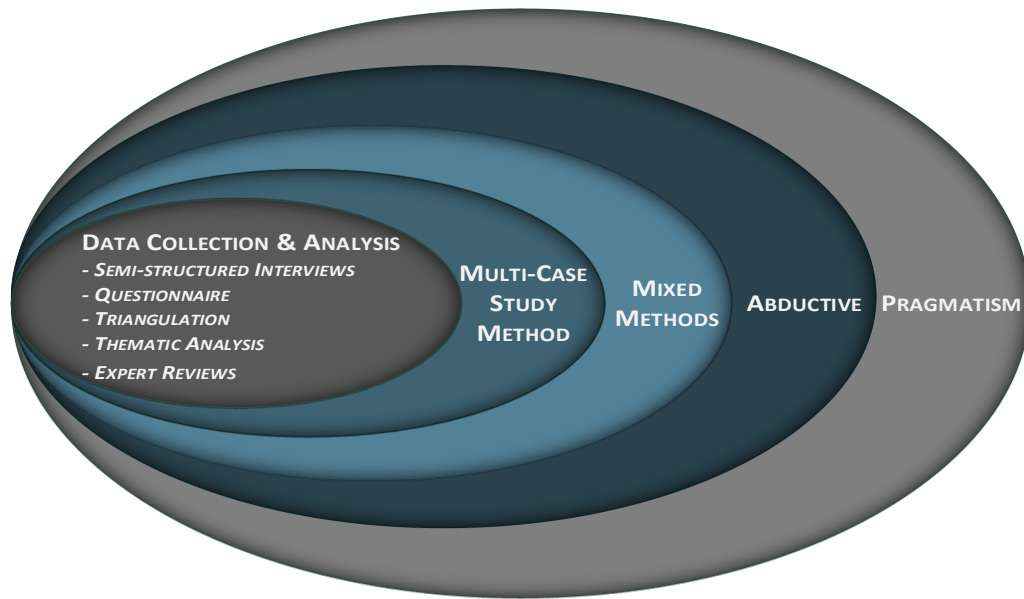 Data Collection & Analysis
- Semi-structured Interviews
- Questionnaire
- Triangulation
- Thematic Analysis
- Expert Reviews
Multi-Case
Study
Method
Mixed
Methods
Abductive
Pragmatism